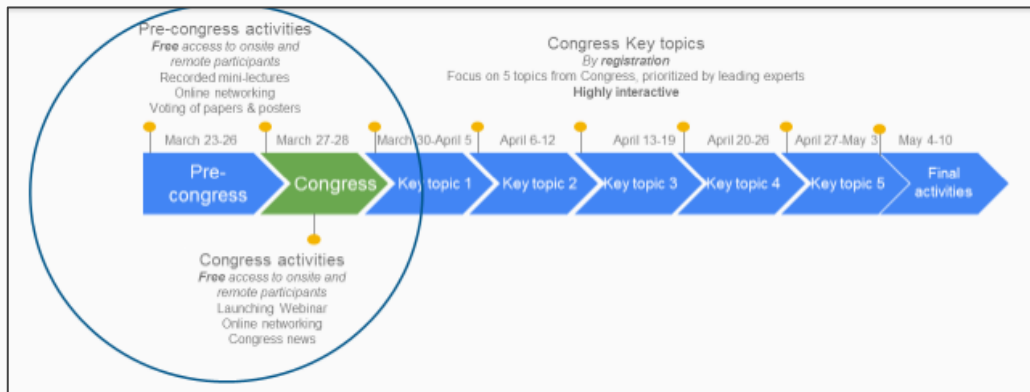 Pre-congress activities
Free access to onsite and
remote participants
Recorded mini-lectures
Online networking
Voting of papers & posters
Congress Key topics
By registration
Focus on 5 topics from Congress, prioritized by leading experts
Highly interactive
March 23-26
March 27-28
March 30-April 5
April 6-12
April 13-19
April 20-26
April 27-May 3
May 4-10
Pre-
congress
Congress
Key topic 1
Key topic 2
Key topic 3
Key topic 4
Key topic 5
Final
activities
Congress activities
Free access to onsite and
remote participants
Launching Webinar
Online networking
Congress news